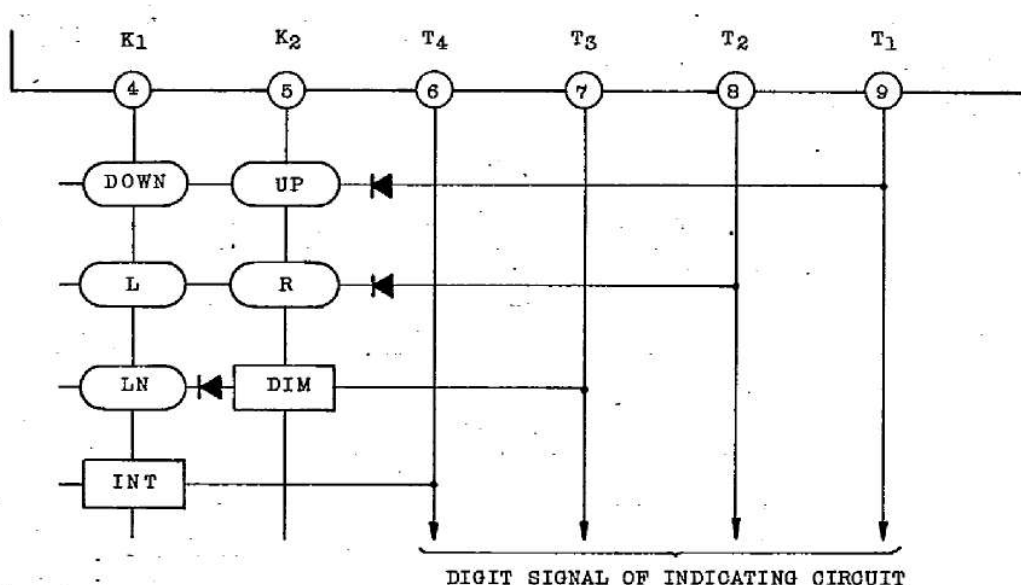 K1 K2 T4 T3 T2 T1
4 5 6 7 8 9
DOWN UP
L R
LN DIM
INT
DIGIT SIGNAL OF INDICATING CIRCUIT